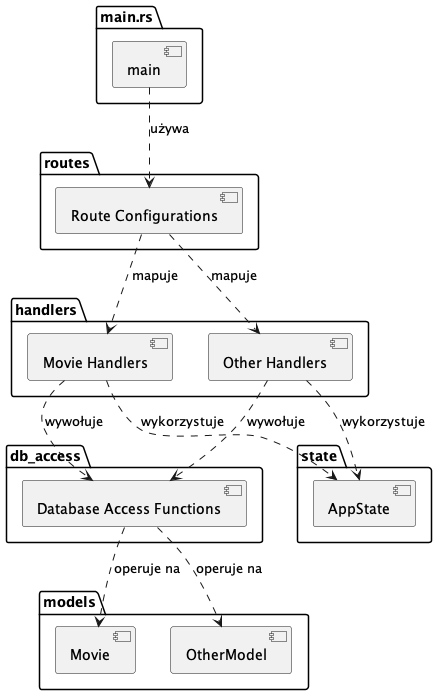 main.rs
main
używa
routes
Route Configurations
mapuje
mapuje
handlers
Movie Handlers
Other Handlers
wywołuje
wykorzystuje
wywołuje
wykorzystuje
db_access
state
Database Access Functions
AppState
operuje na
operuje na
models
Movie
OtherModel